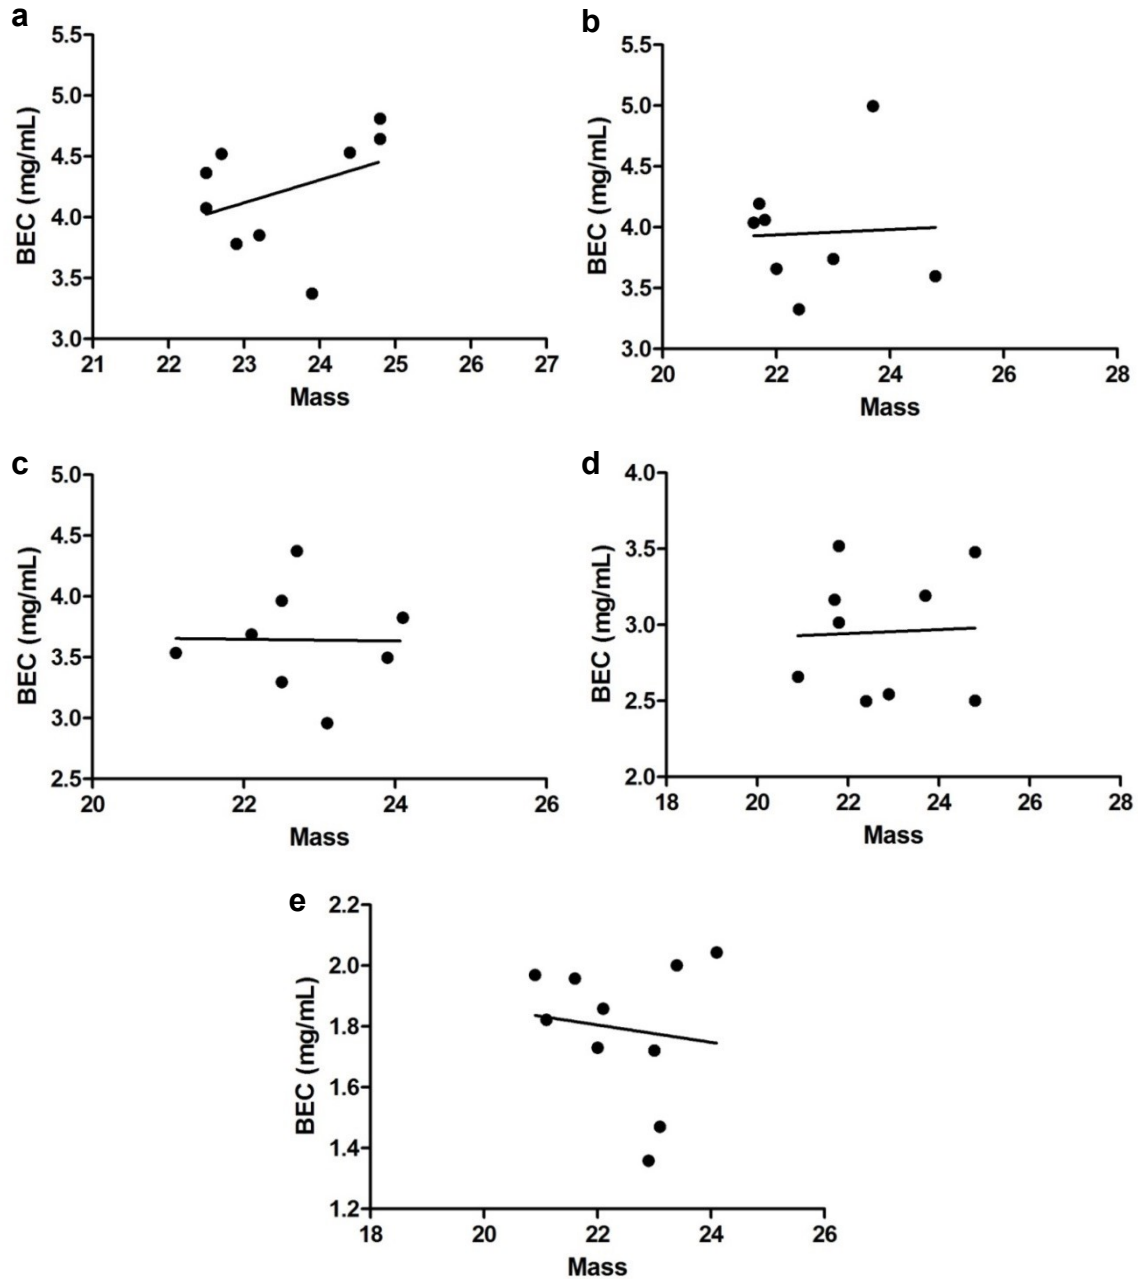 a
5.5
5.0
4.5
4.0
3.5
3.0
BEC (mg/mL)
21 22 23 24 25 26 27
Mass
b
5.5
5.0
4.5
4.0
3.5
3.0
BEC (mg/mL)
20 22 24 26 28
Mass
c
5.0
4.5
4.0
3.5
3.0
2.5
BEC (mg/mL)
20 22 24 26
Mass
d
4.0
3.5
3.0
2.5
2.0
BEC (mg/mL)
18 20 22 24 26 28
Mass
e
2.2
2.0
1.8
1.6
1.4
1.2
BEC (mg/mL)
18 20 22 24 26
Mass